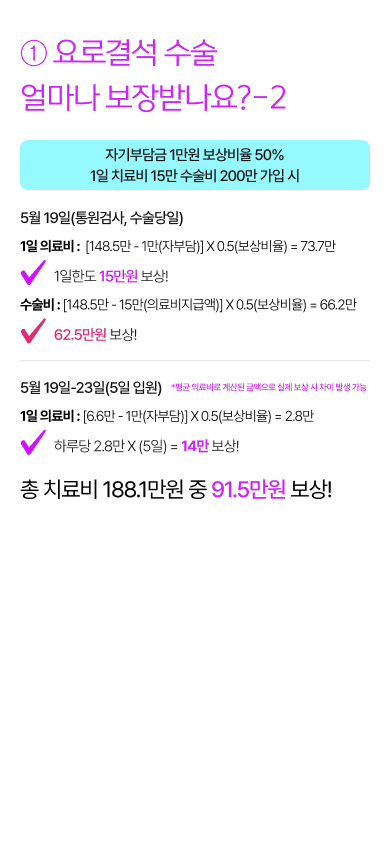 ① 요로결석 수술
얼마나 보장받나요?-2
자기부담금 1만원 보상비율 50%
1일 치료비 15만 수술비 200만 가입 시
5월 19일(통원검사, 수술당일)
1일 의료비 : [148.5만 - 1만(자부담)] X 0.5(보상비율) = 73.7만
1일한도 15만원 보상!
수술비 : [148.5만 - 15만(의료비지급액)] X 0.5(보상비율) = 66.2만
62.5만원 보상!
5월 19일-23일(5일 입원) *평균 의료비로 계산된 금액으로 실제 보상 시 차이 발생 가능
1일 의료비 : [6.6만 - 1만(자부담)] X 0.5(보상비율) = 2.8만
하루당 2.8만 X (5일) = 14만 보상!
총 치료비 188.1만원 중 91.5만원 보상!